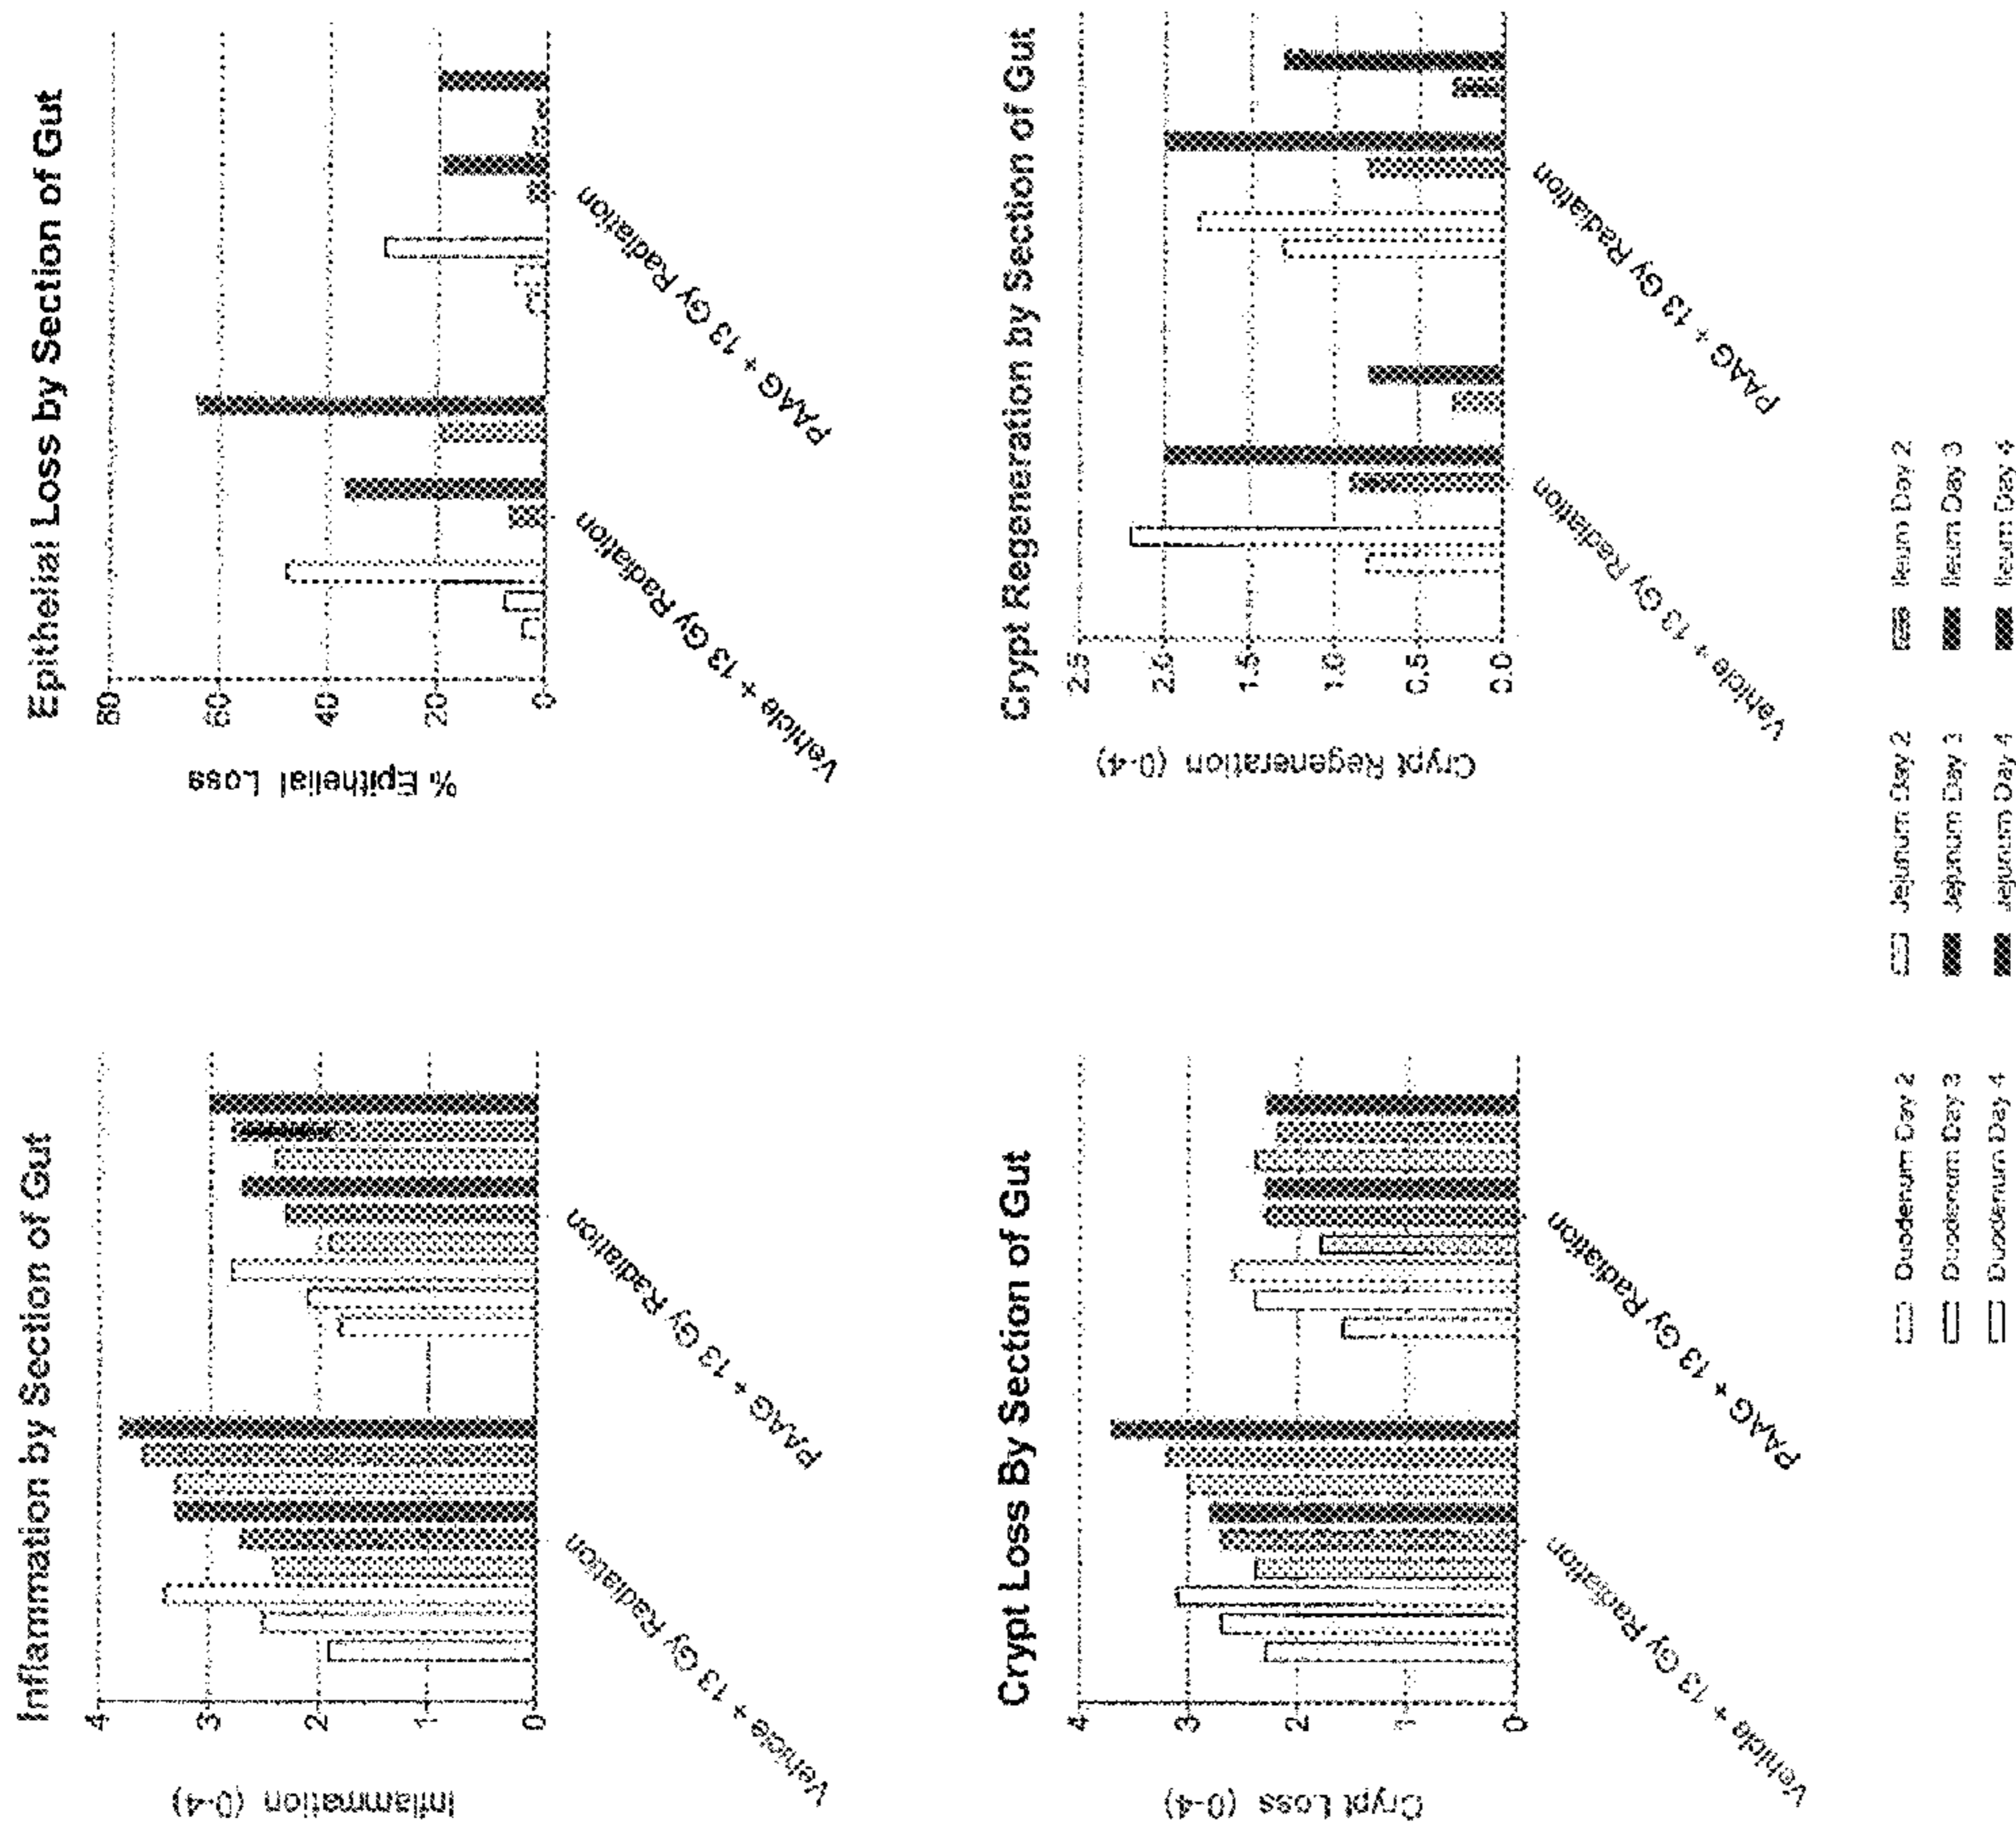 Inflammation by Section of Gut
Inflammation (0-4)
4
3
2
1
0
Vehicle + 13 Gy Radiation
PAAG + 13 Gy Radiation
Epithelial Loss by Section of Gut
% Epithelial Loss
80
60
40
20
0
Vehicle + 13 Gy Radiation
PAAG + 13 Gy Radiation
Crypt Loss By Section of Gut
Crypt Loss (0-4)
4
3
2
1
0
Vehicle + 13 Gy Radiation
PAAG + 13 Gy Radiation
Crypt Regeneration by Section of Gut
Crypt Regeneration (0-4)
2.5
2.0
1.5
1.0
0.5
0.0
Vehicle + 13 Gy Radiation
PAAG + 13 Gy Radiation
Duodenum Day 2 Jejunum Day 2 Ileum Day 2
Duodenum Day 3 Jejunum Day 3 Ileum Day 3
Duodenum Day 4 Jejunum Day 4 Ileum Day 4